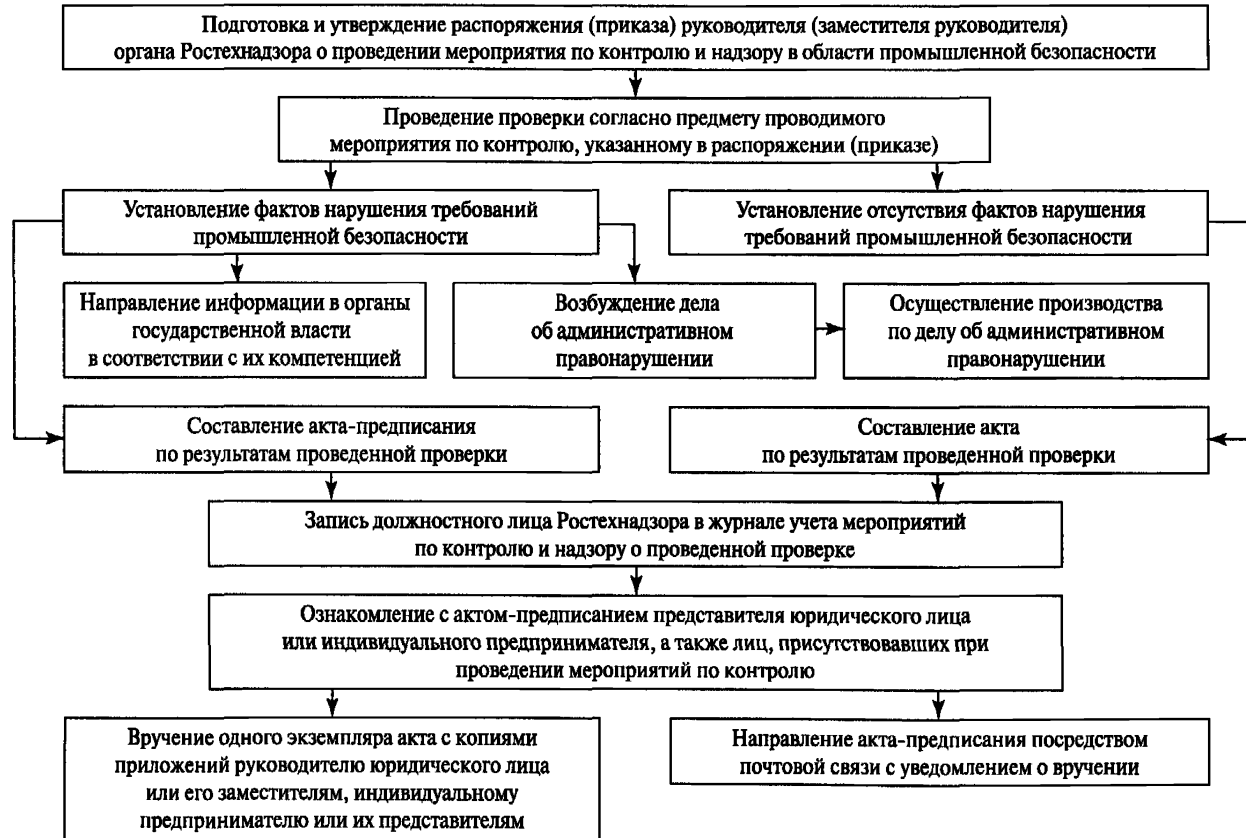 Подготовка и утверждение распоряжения (приказа) руководителя (заместителя руководителя)
органа Ростехнадзора о проведении мероприятия по контролю и надзору в области промышленной безопасности
Проведение проверки согласно предмету проводимого
мероприятия по контролю, указанному в распоряжении (приказе)
Установление фактов нарушения требований
промышленной безопасности
Установление отсутствия фактов нарушения
требований промышленной безопасности
Направление информации в органы
государственной власти
в соответствии с их компетенцией
Возбуждение дела
об административном
правонарушении
Осуществление производства
по делу об административном
правонарушении
Составление акта-предписания
по результатам проведенной проверки
Составление акта
по результатам проведенной проверки
Запись должностного лица Ростехнадзора в журнале учета мероприятий
по контролю и надзору о проведенной проверке
Ознакомление с актом-предписанием представителя юридического лица
или индивидуального предпринимателя, а также лиц, присутствовавших при
проведении мероприятий по контролю
Вручение одного экземпляра акта с копиями
приложений руководителю юридического лица
или его заместителям, индивидуальному
предпринимателю или их представителям
Направление акта-предписания посредством
почтовой связи с уведомлением о вручении